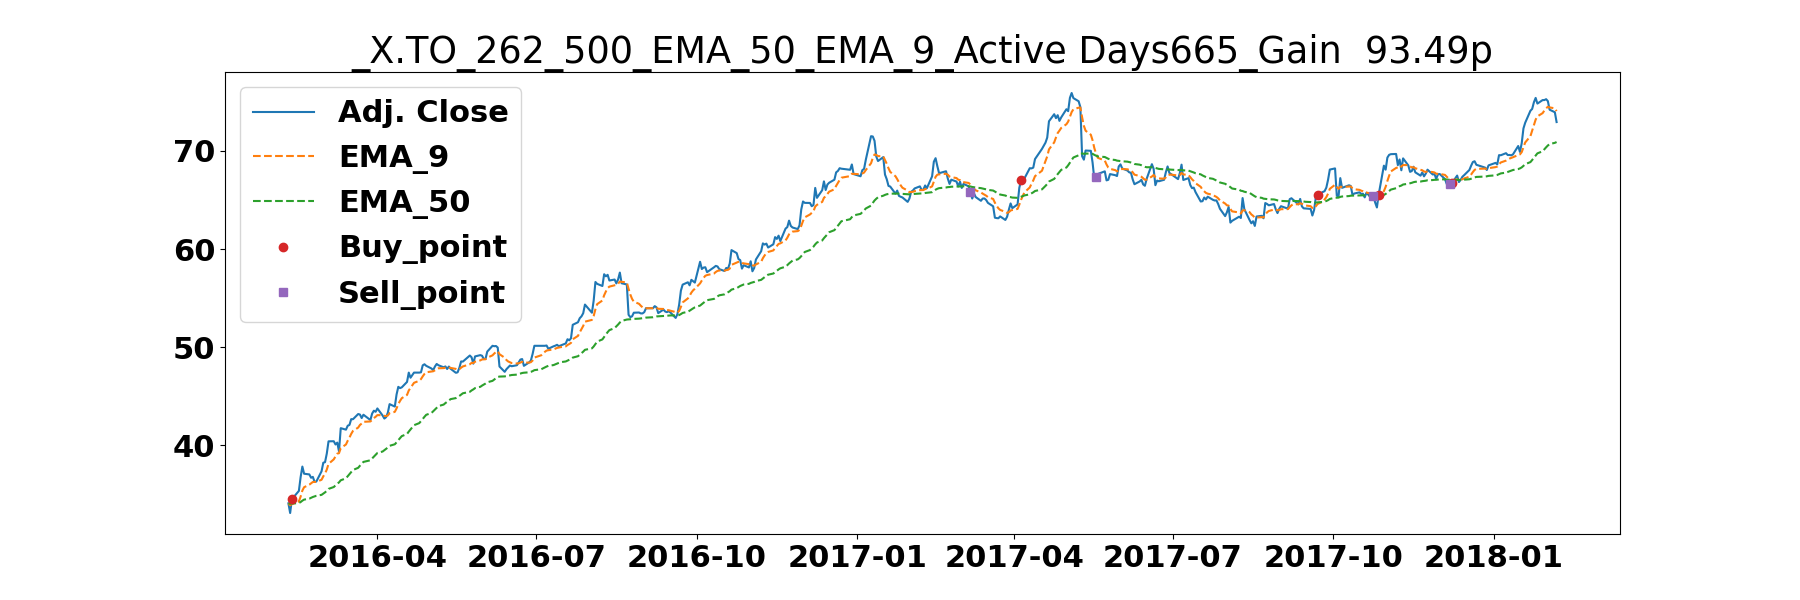 _X.TO_262_500_EMA_50_EMA_9_Active Days665_Gain  93.49p
Adj. Close
EMA_9
EMA_50
Buy_point
Sell_point
70
60
50
40
2016-04 2016-07 2016-10 2017-01 2017-04 2017-07 2017-10 2018-01